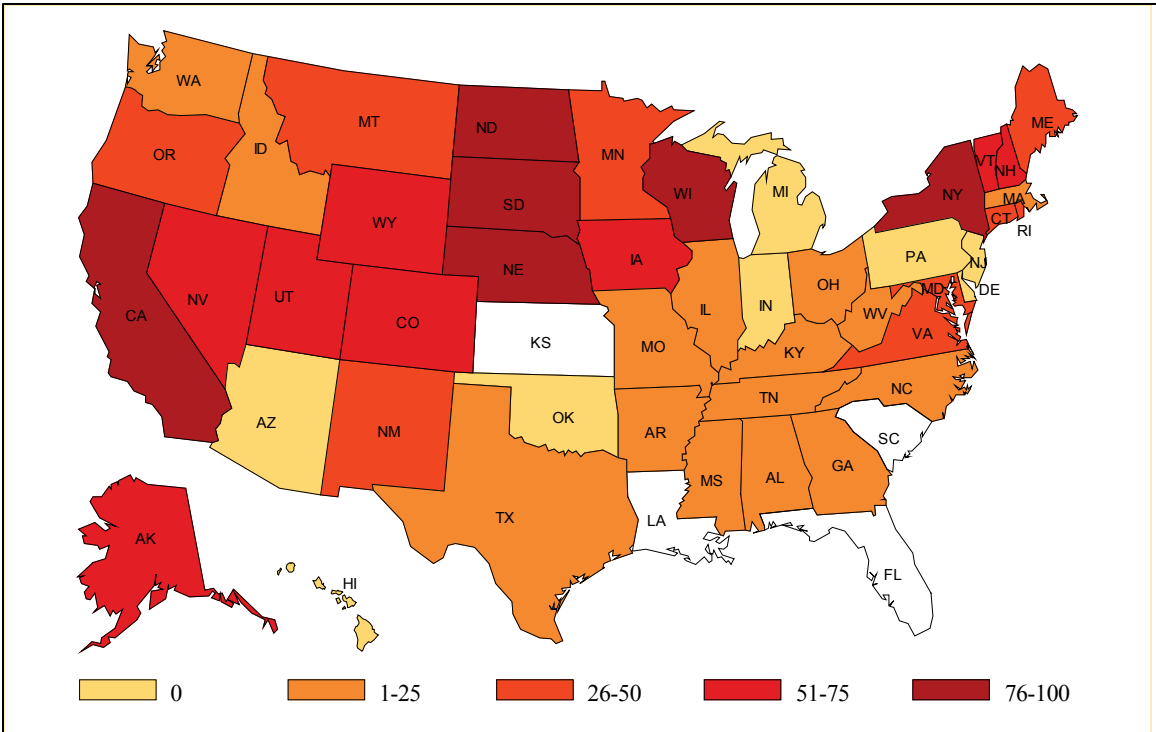 WA
MT
ND
MN
ME
OR
ID
WI
MI
VT
NH
NY
MA
SD
WY
CT
RI
IA
NE
PA
NJ
NV
UT
CO
CA
IL
IN
OH
MD
DE
WV
VA
KS
MO
KY
AZ
NM
OK
AR
TN
NC
SC
MS
AL
GA
TX
LA
AK
HI
FL
0
1-25
26-50
51-75
76-100